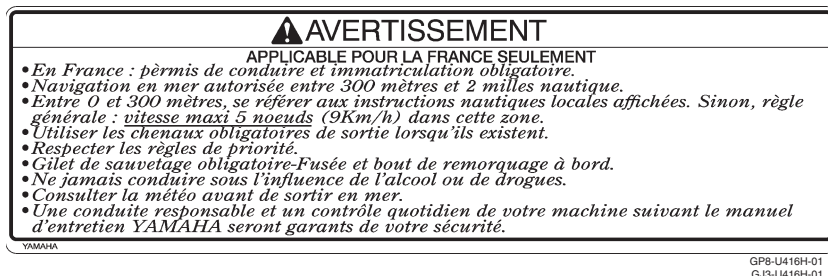 AVERTISSEMENT
APPLICABLE POUR LA FRANCE SEULEMENT
•En France : pèrmis de conduire et immatriculation obligatoire.
•Navigation en mer autorisée entre 300 mètres et 2 milles nautique.
•Entre 0 et 300 mètres, se référer aux instructions nautiques locales affichées. Sinon, règle
générale : vitesse maxi 5 noeuds (9Km/h) dans cette zone.
•Utiliser les chenaux obligatoires de sortie lorsqu'ils existent.
•Respecter les règles de priorité.
•Gilet de sauvetage obligatoire-Fusée et bout de remorquage à bord.
•Ne jamais conduire sous l'influence de l'alcool ou de drogues.
•Consulter la météo avant de sortir en mer.
•Une conduite responsable et un contrôle quotidien de votre machine suivant le manuel
d'entretien YAMAHA seront garants de votre sécurité.
YAMAHA
GP8-U416H-01
GJ3-U416H-01